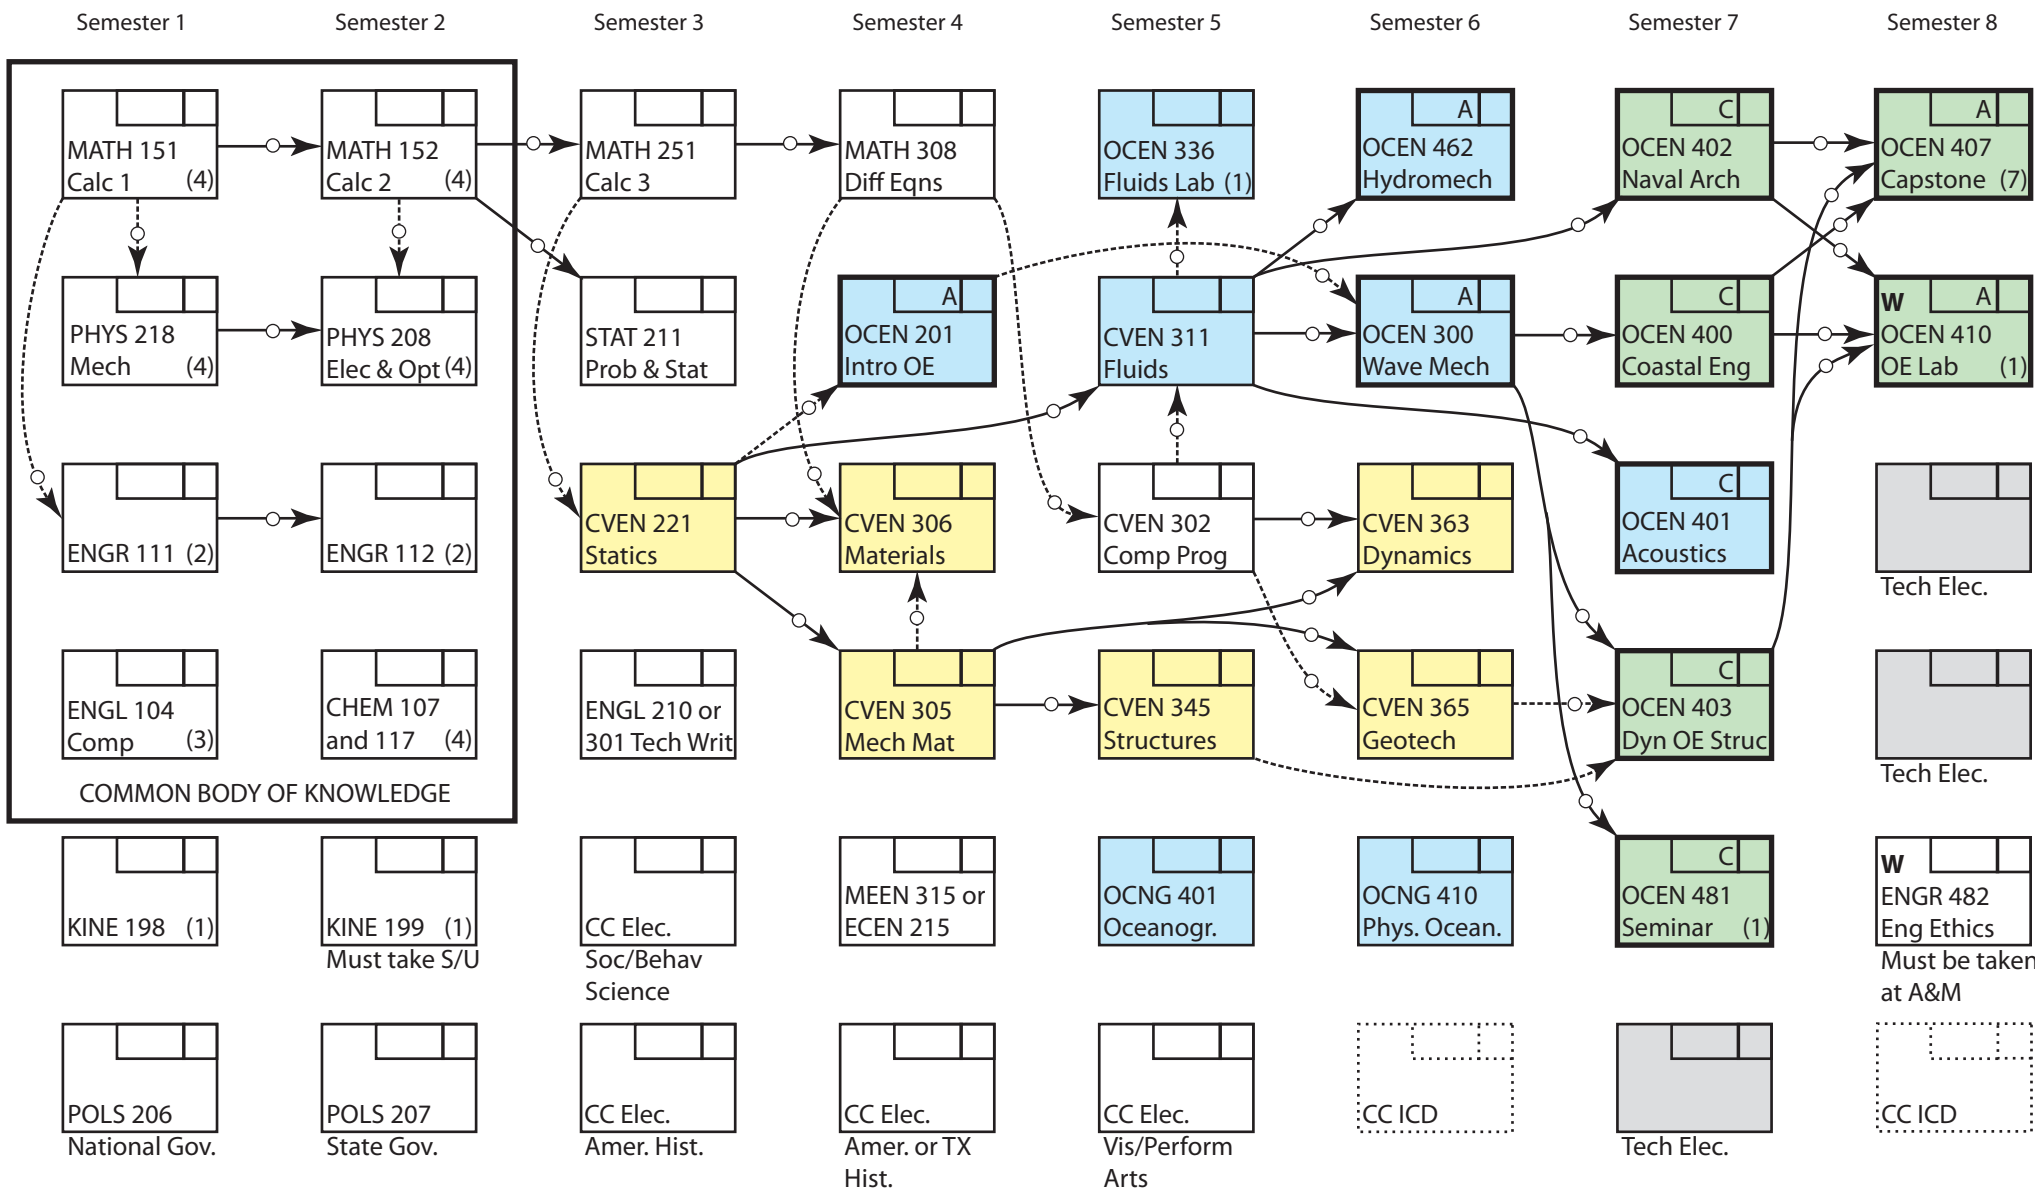 Semester 1
Semester 2
Semester 3
Semester 4
Semester 5
Semester 6
Semester 7
Semester 8
MATH 151
Calc 1 (4)
MATH 152
Calc 2 (4)
MATH 251
Calc 3
MATH 308
Diff Eqns
OCEN 336
Fluids Lab (1)
A
OCEN 462
Hydromech
C
OCEN 402
Naval Arch
A
OCEN 407
Capstone (7)
PHYS 218
Mech (4)
PHYS 208
Elec & Opt (4)
STAT 211
Prob & Stat
A
OCEN 201
Intro OE
CVEN 311
Fluids
A
OCEN 300
Wave Mech
C
OCEN 400
Coastal Eng
W A
OCEN 410
OE Lab (1)
ENGR 111 (2)
ENGR 112 (2)
CVEN 221
Statics
CVEN 306
Materials
CVEN 302
Comp Prog
CVEN 363
Dynamics
C
OCEN 401
Acoustics
Tech Elec.
ENGL 104
Comp (3)
CHEM 107
and 117 (4)
ENGL 210 or
301 Tech Writ
CVEN 305
Mech Mat
CVEN 345
Structures
CVEN 365
Geotech
C
OCEN 403
Dyn OE Struc
Tech Elec.
COMMON BODY OF KNOWLEDGE
KINE 198 (1)
KINE 199 (1)
Must take S/U
CC Elec.
Soc/Behav
Science
MEEN 315 or
ECEN 215
OCNG 401
Oceanogr.
OCNG 410
Phys. Ocean.
C
OCEN 481
Seminar (1)
W
ENGR 482
Eng Ethics
Must be taken
at A&M
POLS 206
National Gov.
POLS 207
State Gov.
CC Elec.
Amer. Hist.
CC Elec.
Amer. or TX
Hist.
CC Elec.
Vis/Perform
Arts
CC ICD
Tech Elec.
CC ICD